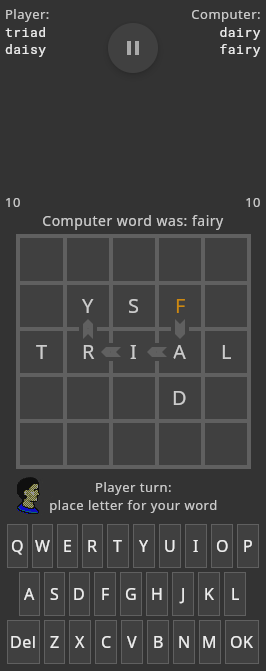 Player: Computer:
triad dairy
daisy fairy
10 10
Computer word was: fairy
Y S F
T R I A L
D
Player turn:
place letter for your word
Q W E R T Y U I O P
A S D F G H J K L
Del Z X C V B N M OK